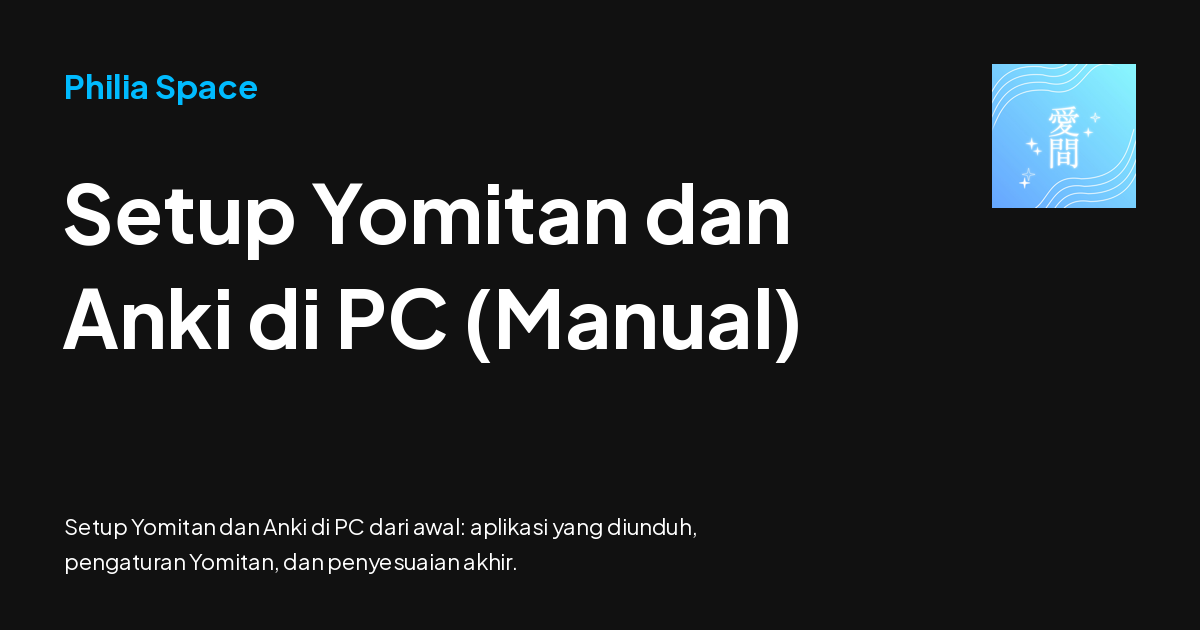 Philia Space
愛
間
Setup Yomitan dan
Anki di PC (Manual)
Setup Yomitan dan Anki di PC dari awal: aplikasi yang diunduh,
pengaturan Yomitan, dan penyesuaian akhir.